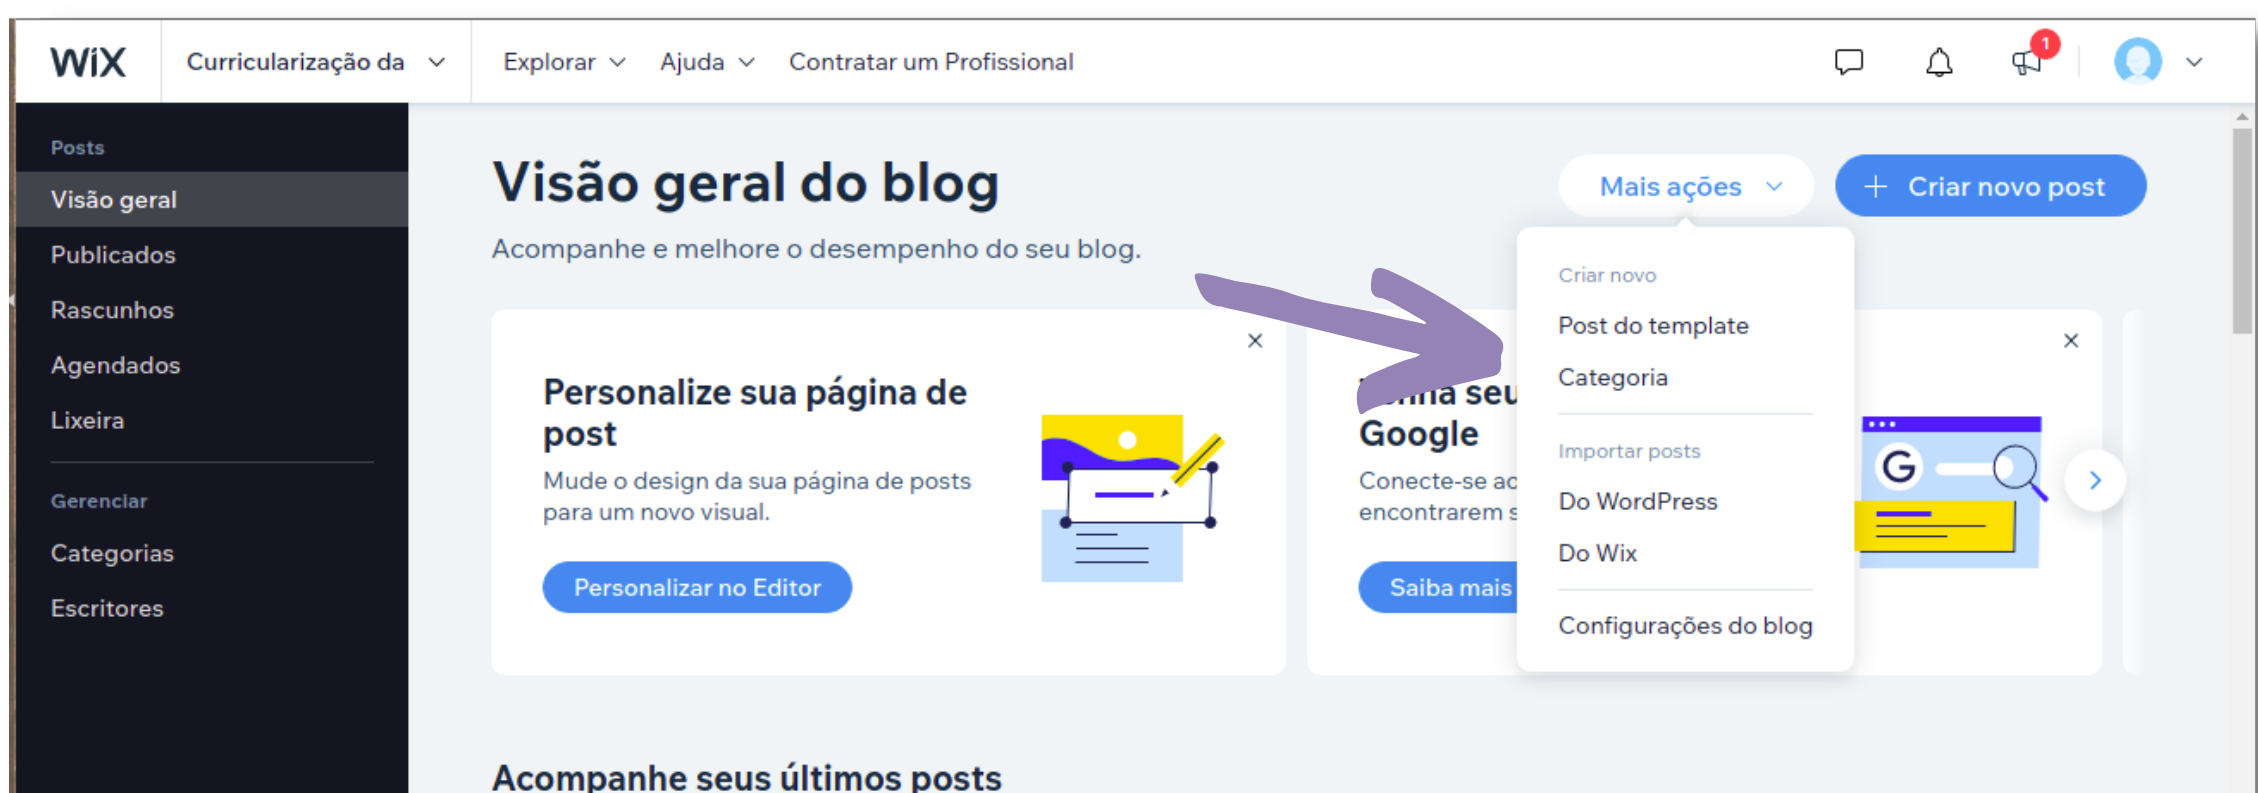 WiX
Curricularização da
Explorar
Ajuda
Contratar um Profissional
1
Posts
Visão geral
Publicados
Rascunhos
Agendados
Lixeira
Gerenciar
Categorias
Escritores
Visão geral do blog
Acompanhe e melhore o desempenho do seu blog.
Mais ações
+ Criar novo post
Criar novo
Post do template
Categoria
Importar posts
Do WordPress
Do Wix
Configurações do blog
Personalize sua página de
post
Mude o design da sua página de posts
para um novo visual.
Personalizar no Editor
seu
Google
Conecte-se
encontrarem
Saiba mais
G
Acompanhe seus últimos posts